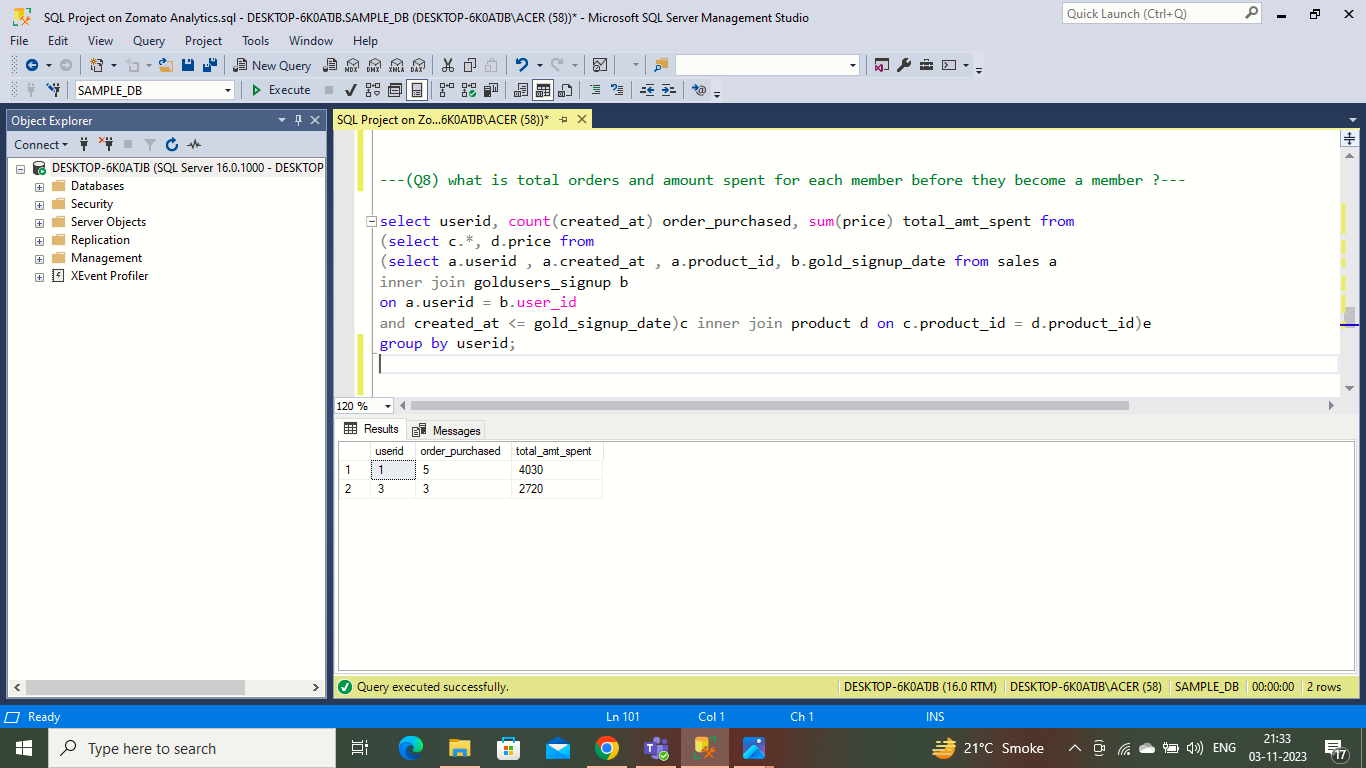 SQL Project on Zomato Analytics.sql - DESKTOP-6K0ATJB.SAMPLE_DB (DESKTOP-6K0ATJB\ACER (58))* - Microsoft SQL Server Management Studio
Quick Launch (Ctrl+Q)
File Edit View Query Project Tools Window Help
New Query MDX DMX XMLA DAX
SAMPLE_DB Execute
Object Explorer
SQL Project on Zo...6K0ATJB\ACER (58))*
Connect
DESKTOP-6K0ATJB (SQL Server 16.0.1000 - DESKTOP
Databases
Security
Server Objects
Replication
Management
XEvent Profiler
---(Q8) what is total orders and amount spent for each member before they become a member ?---
select userid, count(created_at) order_purchased, sum(price) total_amt_spent from
(select c.*, d.price from
(select a.userid , a.created_at , a.product_id, b.gold_signup_date from sales a
inner join goldusers_signup b
on a.userid = b.user_id
and created_at <= gold_signup_date)c inner join product d on c.product_id = d.product_id)e
group by userid;
120 %
Results Messages
userid order_purchased total_amt_spent
1 1 5 4030
2 3 3 2720
Query executed successfully. DESKTOP-6K0ATJB (16.0 RTM) DESKTOP-6K0ATJB\ACER (58) SAMPLE_DB 00:00:00 2 rows
Ready Ln 101 Col 1 Ch 1 INS
Type here to search 21°C Smoke ENG 21:33
03-11-2023 17